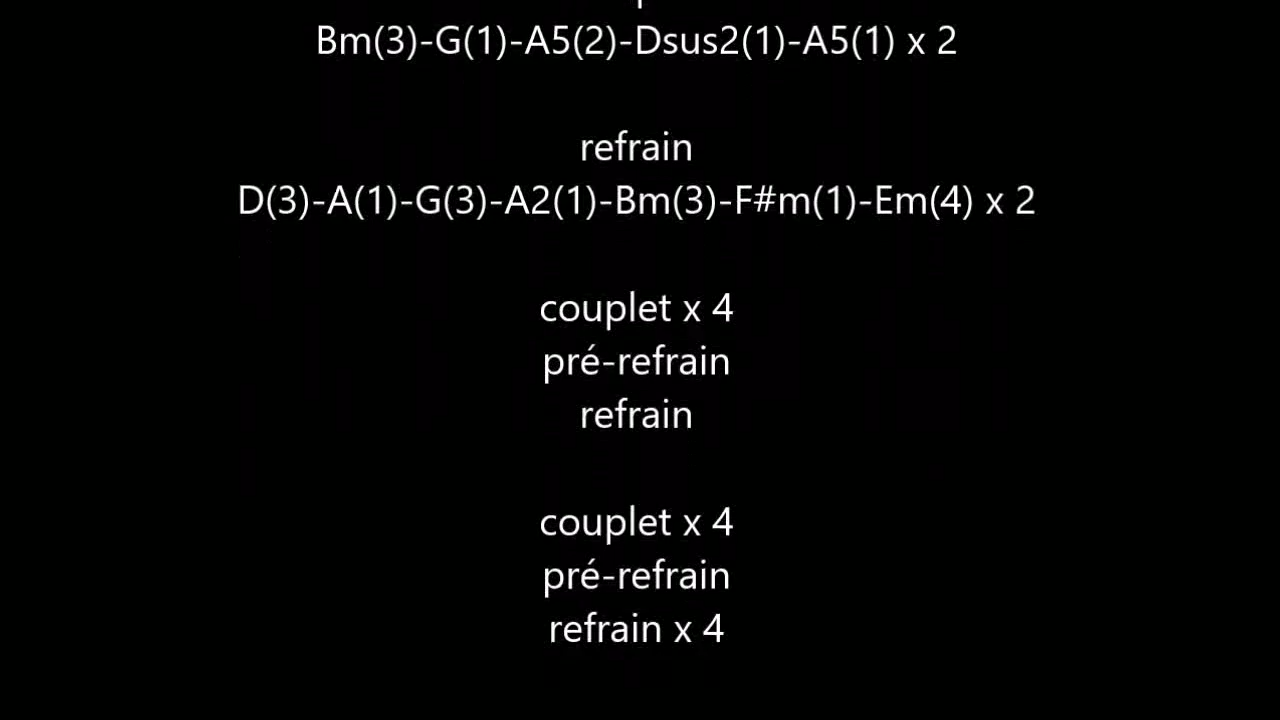 Bm(3)-G(1)-A5(2)-Dsus2(1)-A5(1) x 2
refrain
D(3)-A(1)-G(3)-A2(1)-Bm(3)-F#m(1)-Em(4) x 2
couplet x 4
pré-refrain
refrain
couplet x 4
pré-refrain
refrain x 4